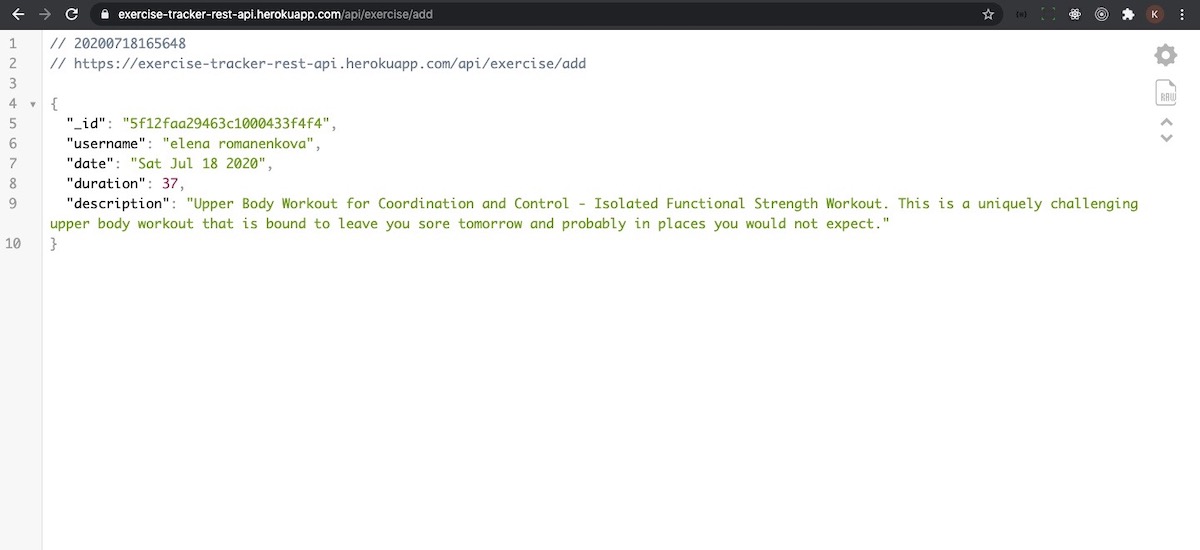 exercise-tracker-rest-api.herokuapp.com/api/exercise/add
K
1 // 20200718165648
2 // https://exercise-tracker-rest-api.herokuapp.com/api/exercise/add
3
4 {
5 "_id": "5f12faa29463c1000433f4f4",
6 "username": "elena romanenkova",
7 "date": "Sat Jul 18 2020",
8 "duration": 37,
9 "description": "Upper Body Workout for Coordination and Control - Isolated Functional Strength Workout. This is a uniquely challenging
upper body workout that is bound to leave you sore tomorrow and probably in places you would not expect."
10 }
RAW